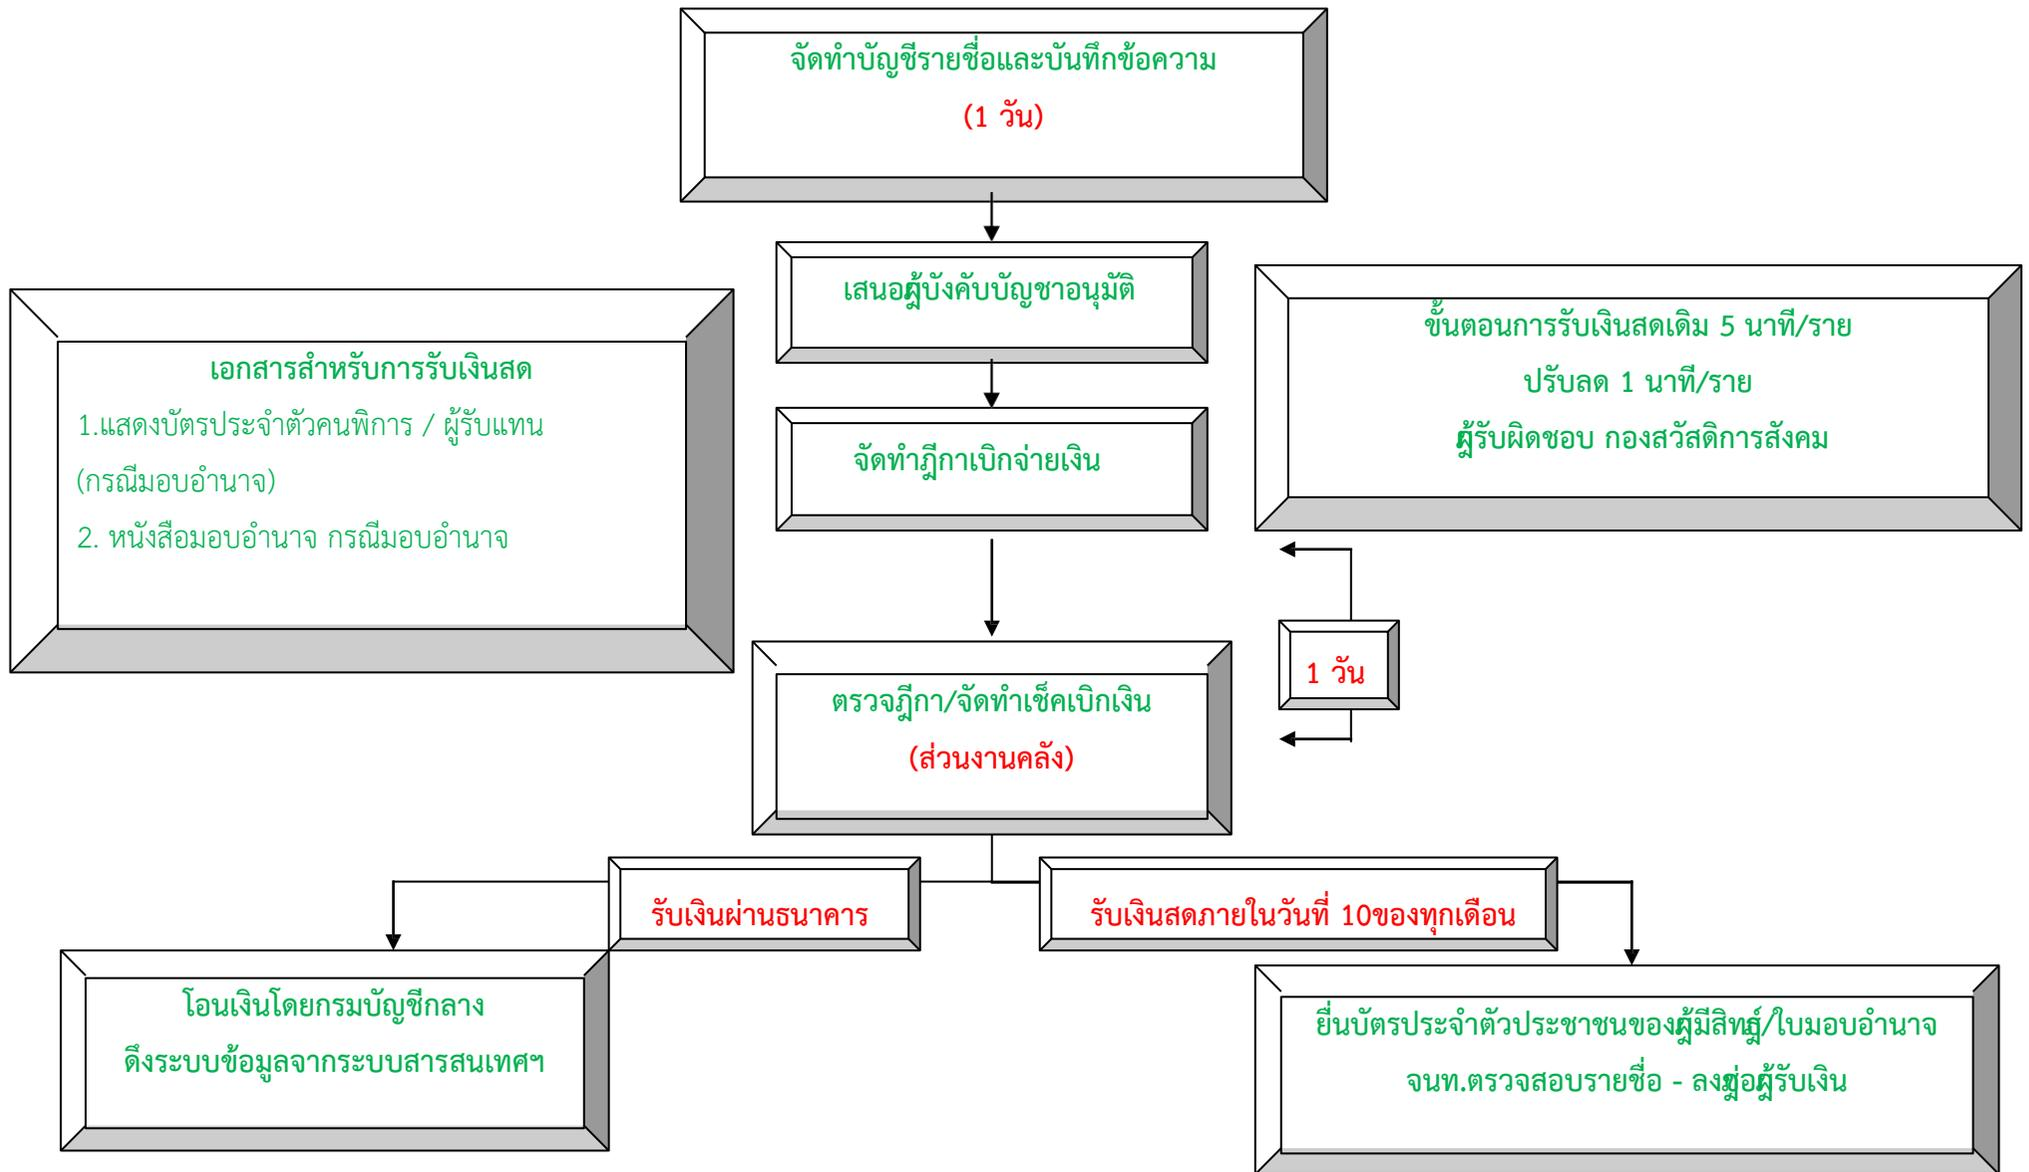 จัดทำบัญชีรายชื่อและบันทึกข้อความ
(1 วัน)
เสนอผู้บังคับบัญชาอนุมัติ
ขั้นตอนการรับเงินสดเดิม 5 นาที/ราย
ปรับลด 1 นาที/ราย
ผู้รับผิดชอบ กองสวัสดิการสังคม
เอกสารสำหรับการรับเงินสด
1.แสดงบัตรประจำตัวคนพิการ / ผู้รับแทน
(กรณีมอบอำนาจ)
2. หนังสือมอบอำนาจ กรณีมอบอำนาจ
จัดทำฎีกาเบิกจ่ายเงิน
1 วัน
ตรวจฎีกา/จัดทำเช็คเบิกเงิน
(ส่วนงานคลัง)
รับเงินผ่านธนาคาร
รับเงินสดภายในวันที่ 10ของทุกเดือน
โอนเงินโดยกรมบัญชีกลาง
ดึงระบบข้อมูลจากระบบสารสนเทศฯ
ยื่นบัตรประจำตัวประชาชนของผู้มีสิทธิ์/ใบมอบอำนาจ
จนท.ตรวจสอบรายชื่อ - ลงชื่อผู้รับเงิน